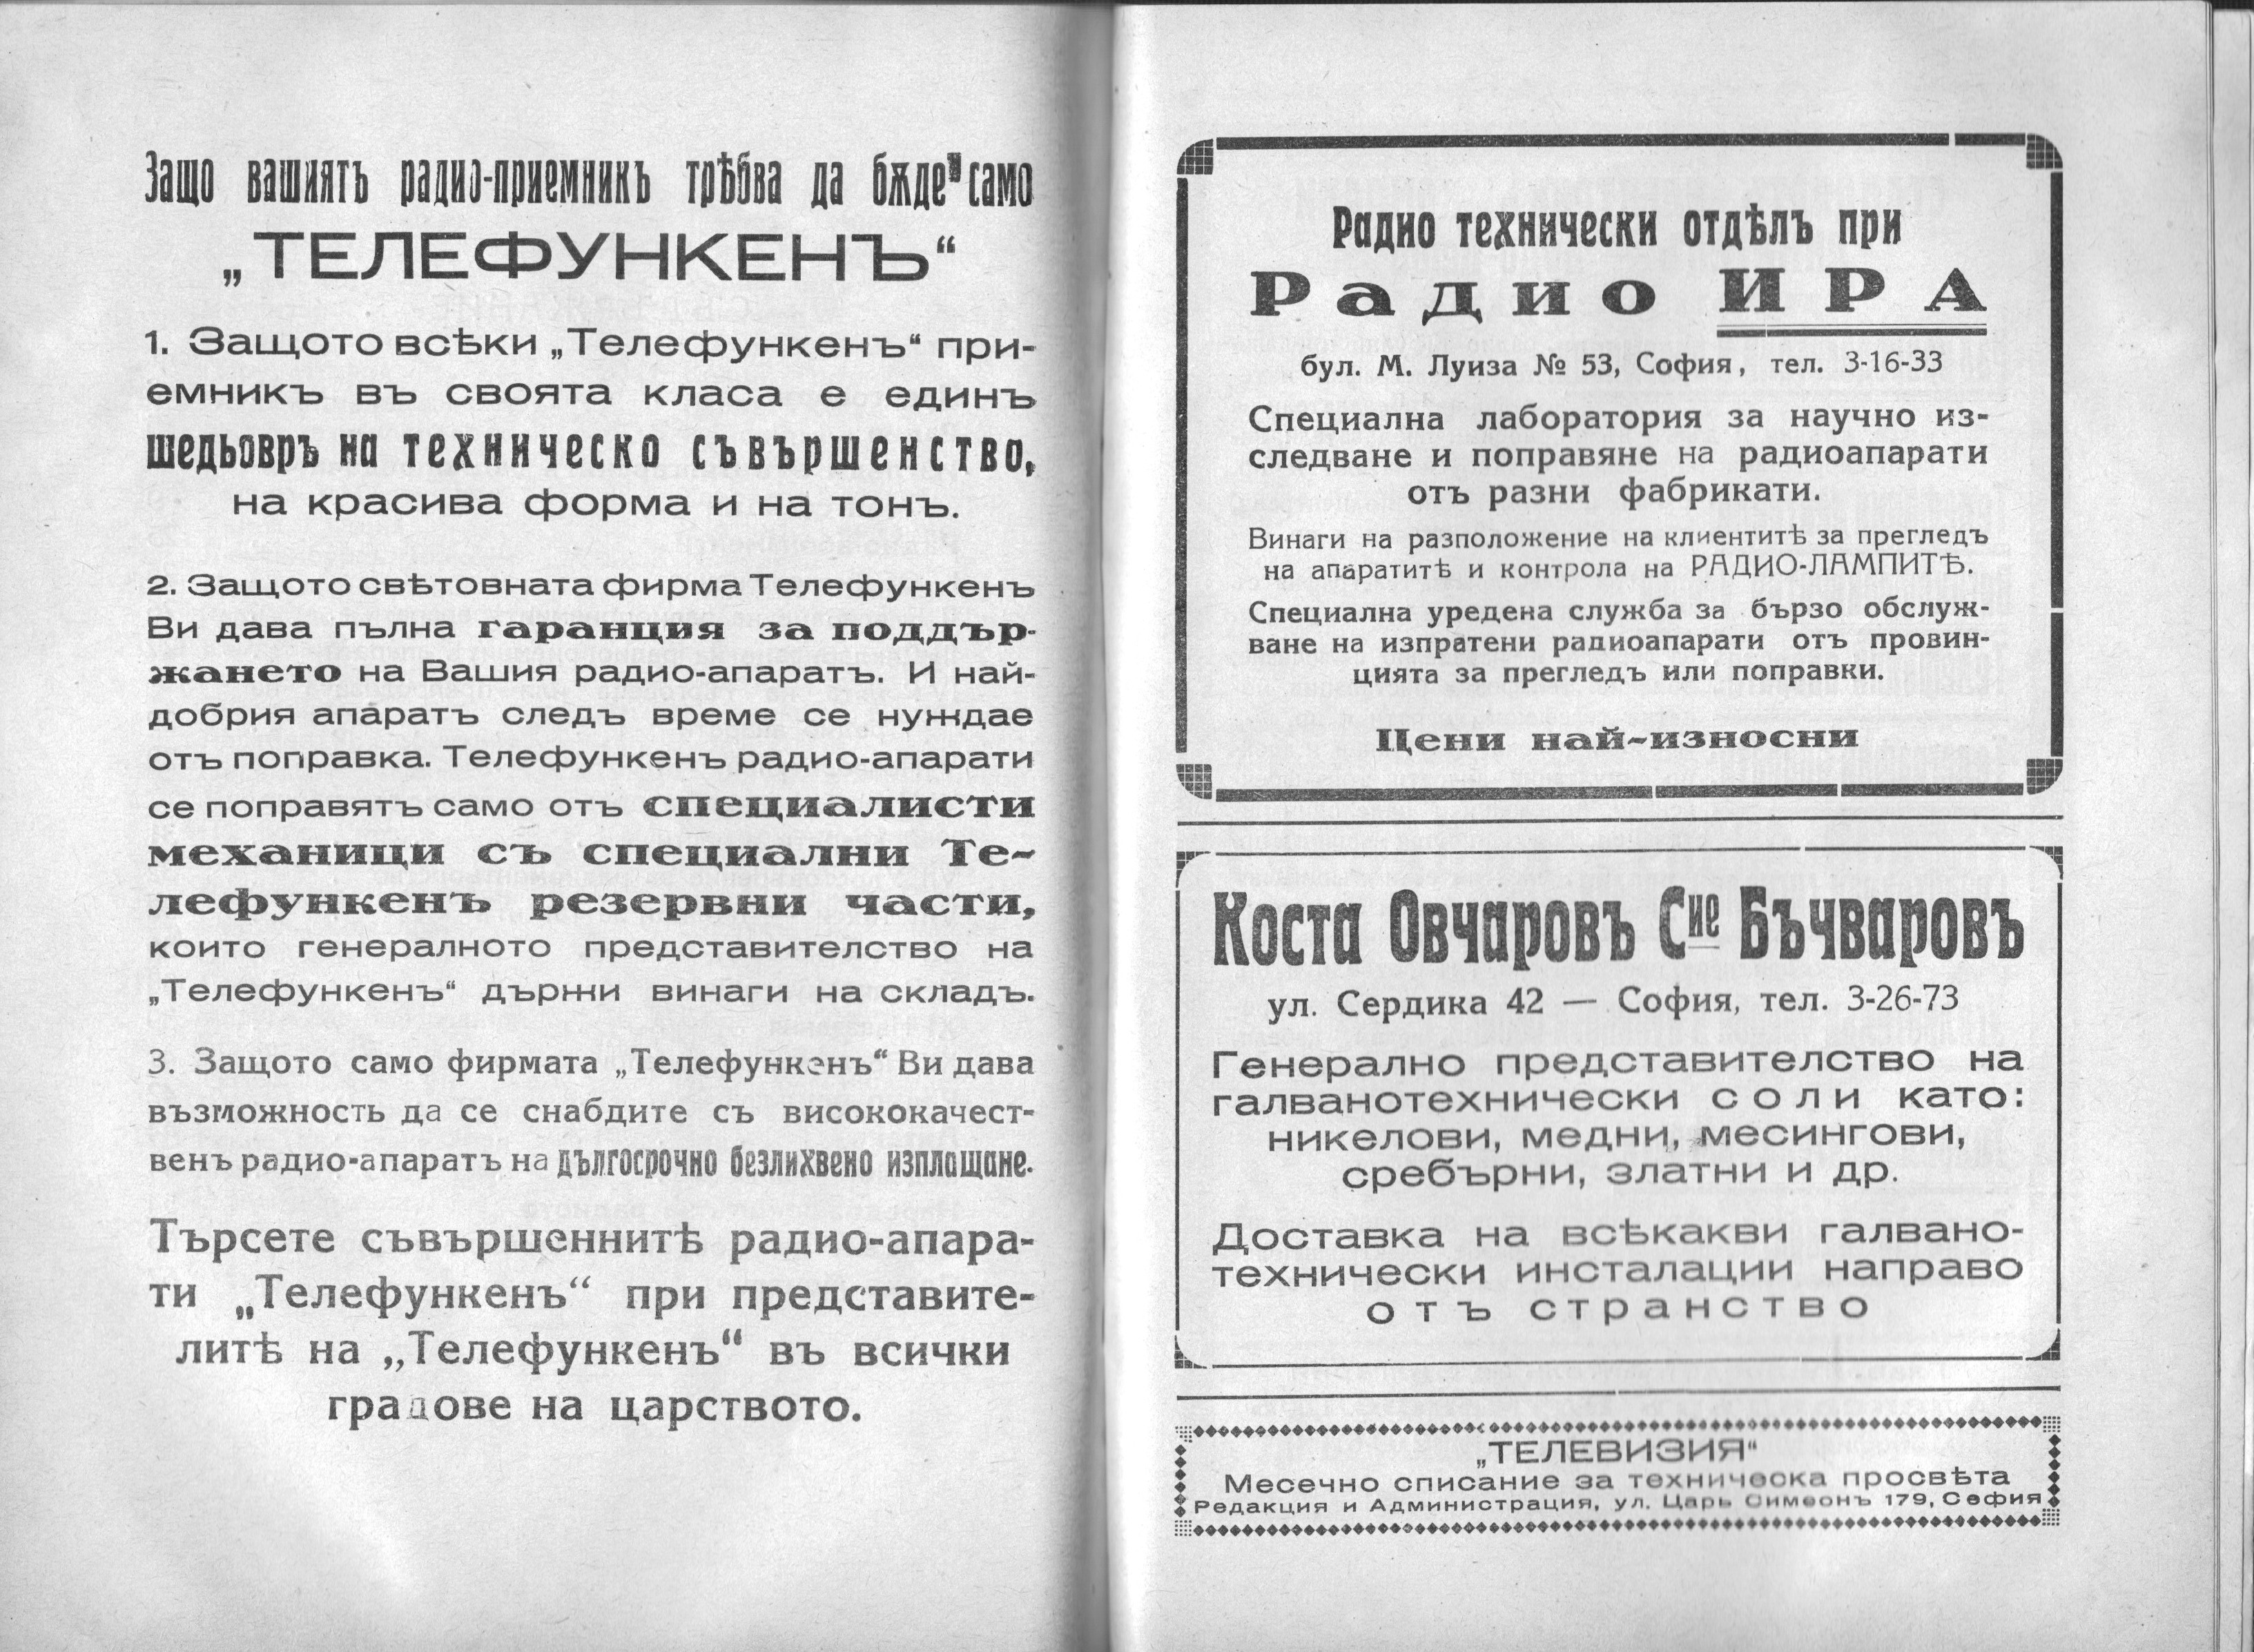 Защо вашиятъ радио-приемникъ трѣбва да бѫде само
„ТЕЛЕФУНКЕНЪ“
1. Защото всѣки „Телефункенъ“ при-
емникъ въ своята класа е единъ
шедьовръ на техническо съвършенство,
на красива форма и на тонъ.
2. Защото свѣтовната фирма Телефункенъ
Ви дава пълна гаранция за поддър-
жането на Вашия радио-апаратъ. И най-
добрия апаратъ следъ време се нуждае
отъ поправка. Телефункенъ радио-апарати
се поправятъ само отъ специалисти
механици съ специални Те-
лефункенъ резервни части,
които генералното представителство на
„Телефункенъ“ държи винаги на складъ.
3. Защото само фирмата „Телефункенъ“ Ви дава
възможность да се снабдите съ висококачест-
венъ радио-апаратъ на дългосрочно безлихвено изплащане.
Търсете съвършеннитѣ радио-апара-
ти „Телефункенъ“ при представите-
литѣ на „Телефункенъ“ въ всички
градове на царството.
Радио технически отдѣлъ при
Радио ИРА
бул. М. Луиза № 53, София, тел. 3-16-33
Специална лаборатория за научно из-
следване и поправяне на радиоапарати
отъ разни фабрикати.
Винаги на разположение на клиентитѣ за прегледъ
на апаратитѣ и контрола на РАДИО-ЛАМПИТѢ.
Специална уредена служба за бързо обслуж-
ване на изпратени радиоапарати отъ провин-
цията за прегледъ или поправки.
Цени най-износни
Коста Овчаровъ Сие Бъчваровъ
ул. Сердика 42 — София, тел. 3-26-73
Генерално представителство на
галванотехнически соли като:
никелови, медни, месингови,
сребърни, златни и др.
Доставка на всѣкакви галвано-
технически инсталации направо
отъ странство
„ТЕЛЕВИЗИЯ“
Месечно списание за техническа просвѣта
Редакция и Администрация, ул. Царь Симеонъ 179, София